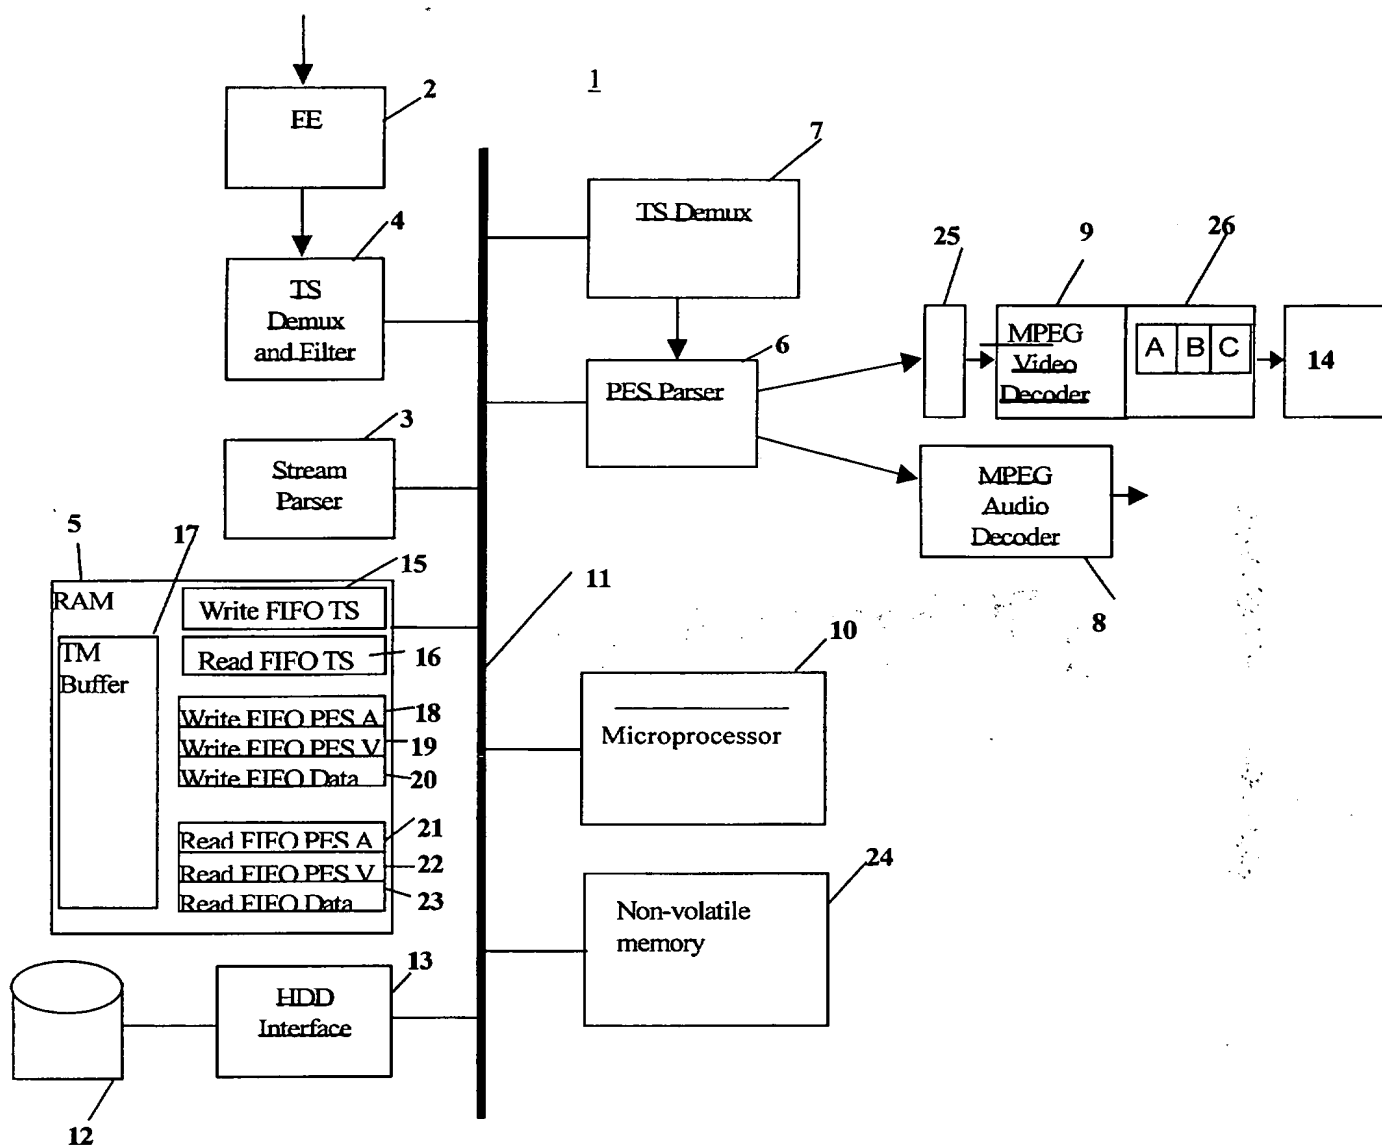 1
2
FE
7
TS Demux
4
TS
Demux
and Filter
25
9
26
6
PES Parser
MPEG
Video
Decoder
A B C
14
3
Stream
Parser
MPEG
Audio
Decoder
8
5
17
15
11
RAM
Write FIFO TS
TM
Buffer
Read FIFO TS
16
10
Microprocessor
Write FIFO PES A
18
Write FIFO PES V
19
Write FIFO Data
20
Read FIFO PES A
21
Read FIFO PES V
22
Read FIFO Data
23
24
Non-volatile
memory
13
HDD
Interface
12